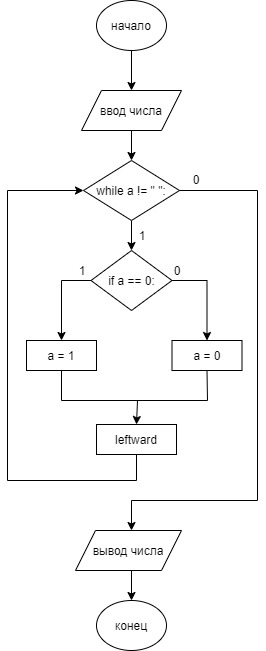 начало
ввод числа
while a != " ":
0
1
if a == 0:
1
0
a = 1
a = 0
leftward
вывод числа
конец